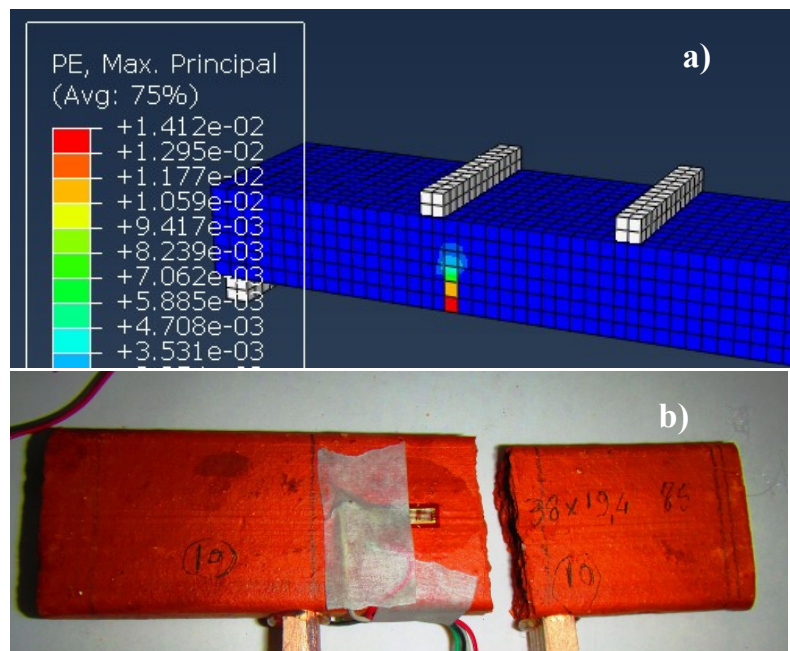 a)
PE, Max. Principal
(Avg: 75%)
+1.412e-02
+1.295e-02
+1.177e-02
+1.059e-02
+9.417e-03
+8.239e-03
+7.062e-03
+5.885e-03
+4.708e-03
+3.531e-03
b)
38x19,4
10
10